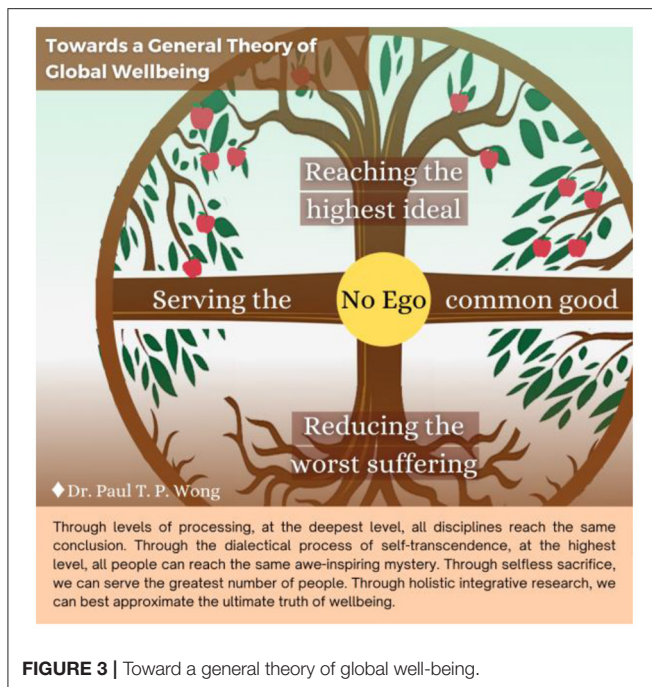 Towards a General Theory of
Global Wellbeing
Reaching the
highest ideal
Serving the No Ego common good
Reducing the
worst suffering
♦Dr. Paul T. P. Wong
Through levels of processing, at the deepest level, all disciplines reach the same
conclusion. Through the dialectical process of self-transcendence, at the highest
level, all people can reach the same awe-inspiring mystery. Through selfless sacrifice,
we can serve the greatest number of people. Through holistic integrative research, we
can best approximate the ultimate truth of wellbeing.
FIGURE 3 | Toward a general theory of global well-being.